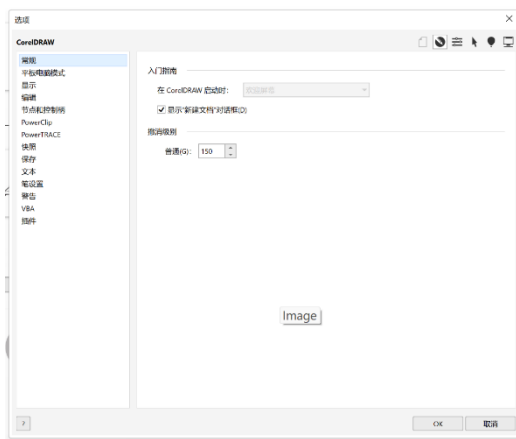 选项
CorelDRAW
常规
平板电脑模式
显示
编辑
节点和控制柄
PowerClip
PowerTRACE
快照
保存
文本
笔设置
警告
VBA
插件
入门指南
在 CorelDRAW 启动时:
显示"新建文档"对话框(D)
撤消级别
普通(G): 150
Image
?
OK 取消